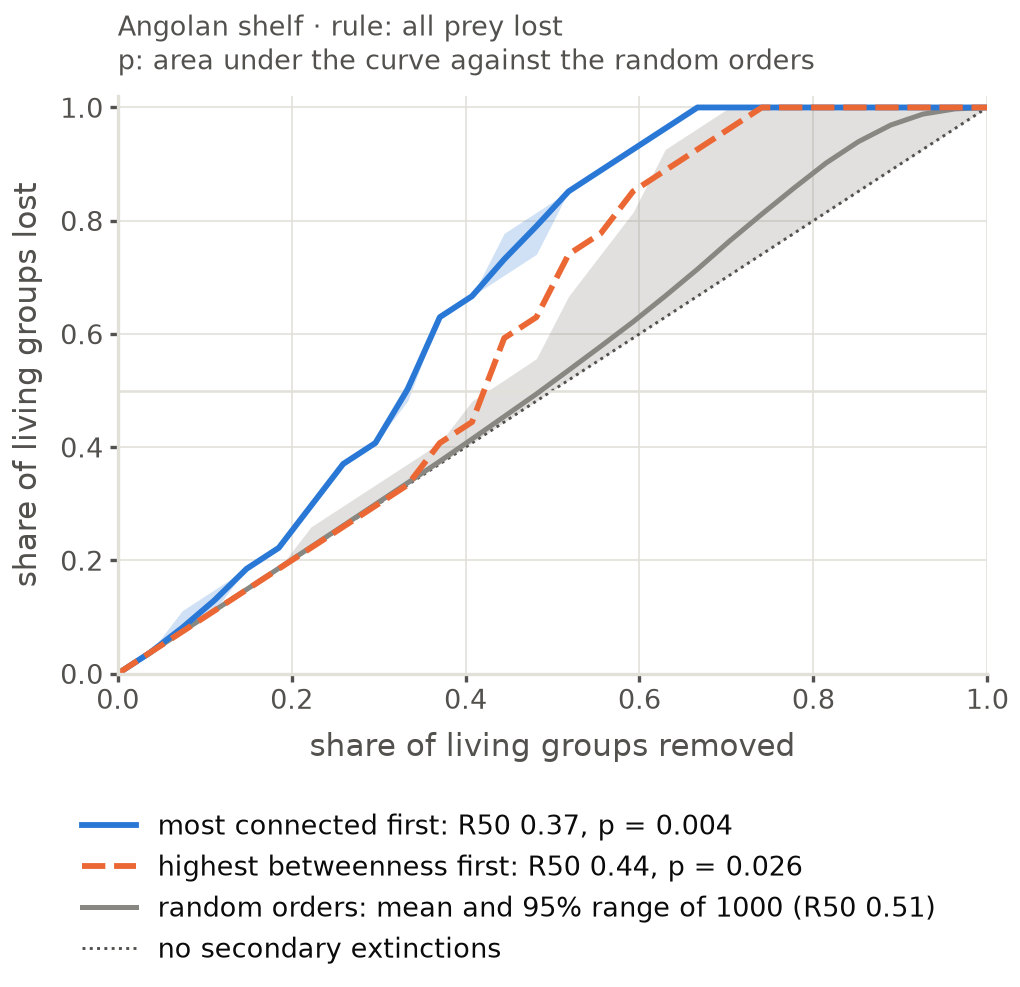 Angolan shelf · rule: all prey lost
p: area under the curve against the random orders
1.0
0.8
0.6
0.4
0.2
0.0
share of living groups lost
0.0 0.2 0.4 0.6 0.8 1.0
share of living groups removed
most connected first: R50 0.37, p = 0.004
highest betweenness first: R50 0.44, p = 0.026
random orders: mean and 95% range of 1000 (R50 0.51)
no secondary extinctions